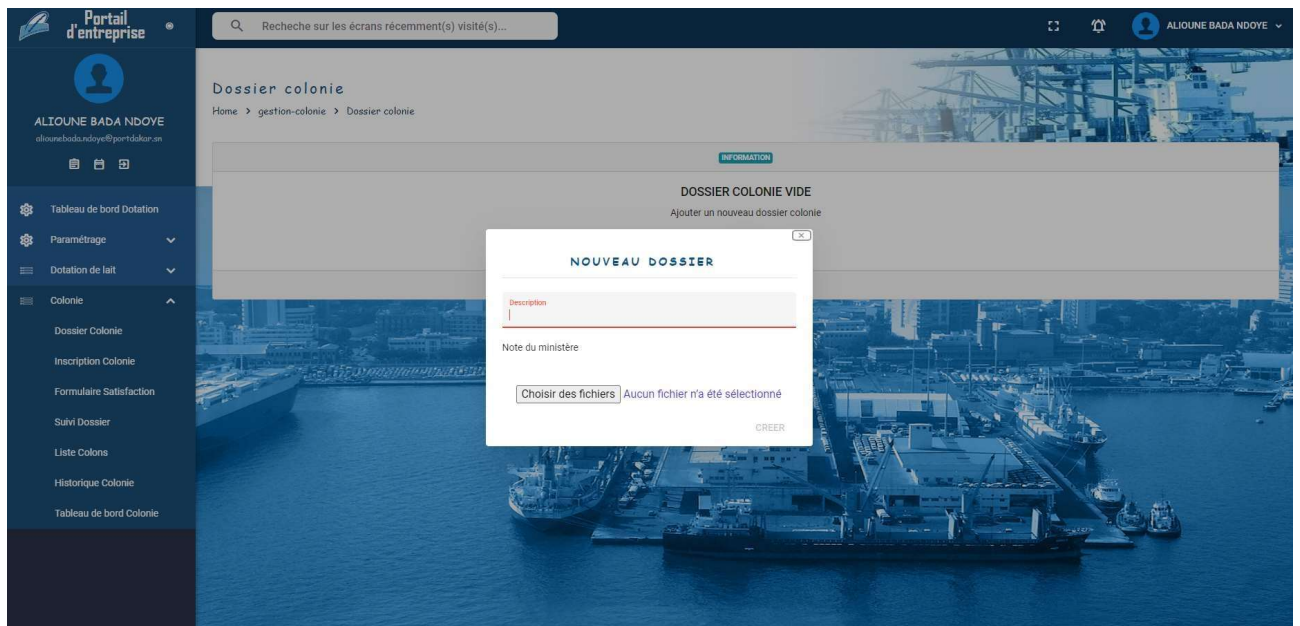 Portail
d'entreprise
Recheche sur les écrans récemment(s) visité(s)...
ALIOUNE BADA NDOYE
ALIOUNE BADA NDOYE
aliounebada.ndoye@portdakar.sn
Tableau de bord Dotation
Paramétrage
Dotation de lait
Colonie
Dossier Colonie
Inscription Colonie
Formulaire Satisfaction
Suivi Dossier
Liste Colons
Historique Colonie
Tableau de bord Colonie
Dossier colonie
Home > gestion-colonie > Dossier colonie
INFORMATION
DOSSIER COLONIE VIDE
Ajouter un nouveau dossier colonie
NOUVEAU DOSSIER
Description
Note du ministère
Choisir des fichiers Aucun fichier n'a été sélectionné
CREER